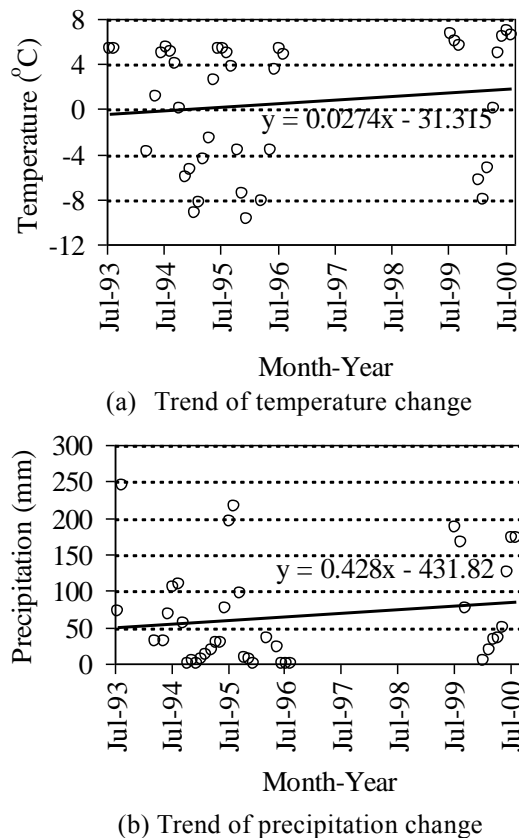 Temperature (°C)
8
4
0
-4
-8
-12
y = 0.0274x - 31.315
Jul-93
Jul-94
Jul-95
Jul-96
Jul-97
Jul-98
Jul-99
Jul-00
Month-Year
(a) Trend of temperature change
Precipitation (mm)
300
250
200
150
100
50
0
y = 0.428x - 431.82
Jul-93
Jul-94
Jul-95
Jul-96
Jul-97
Jul-98
Jul-99
Jul-00
Month-Year
(b) Trend of precipitation change